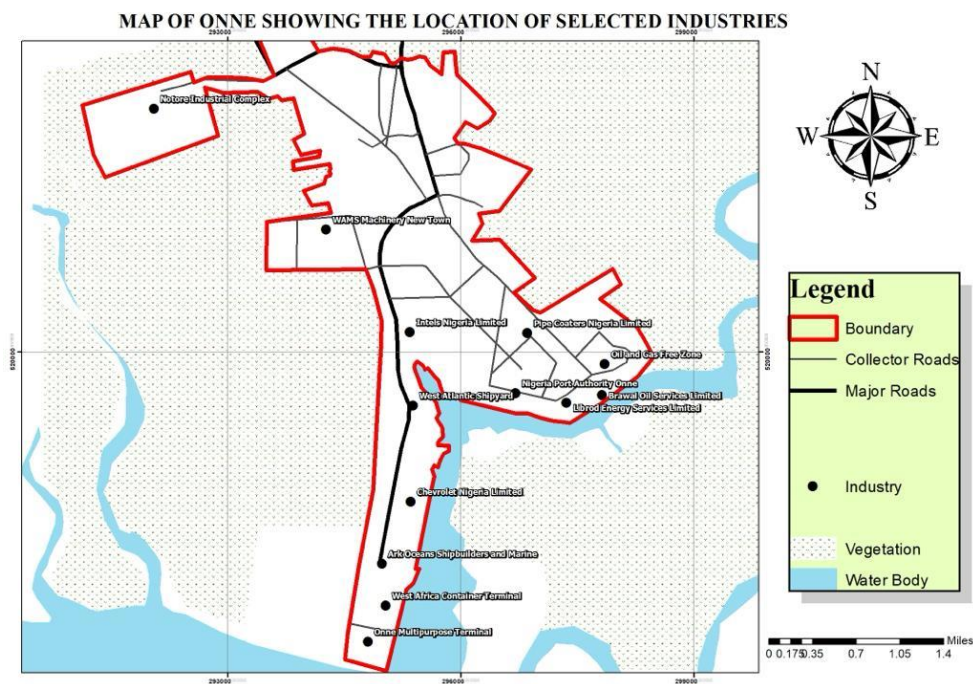 MAP OF ONNE SHOWING THE LOCATION OF SELECTED INDUSTRIES
293000 296000 299000
N
W E
S
Notore Industrial Complex
WAMS Machinery New Town
Intels Nigeria Limited
Pipe Coaters Nigeria Limited
520000 520000
Oil and Gas Free Zone
Nigeria Port Authority Onne
West Atlantic Shipyard
Brawal Oil Services Limited
Librod Energy Services Limited
Chevrolet Nigeria Limited
Ark Oceans Shipbuilders and Marine
West Africa Container Terminal
Onne Multipurpose Terminal
293000 296000 299000
Legend
Boundary
Collector Roads
Major Roads
Industry
Vegetation
Water Body
Miles
0 0.175 0.35 0.7 1.05 1.4